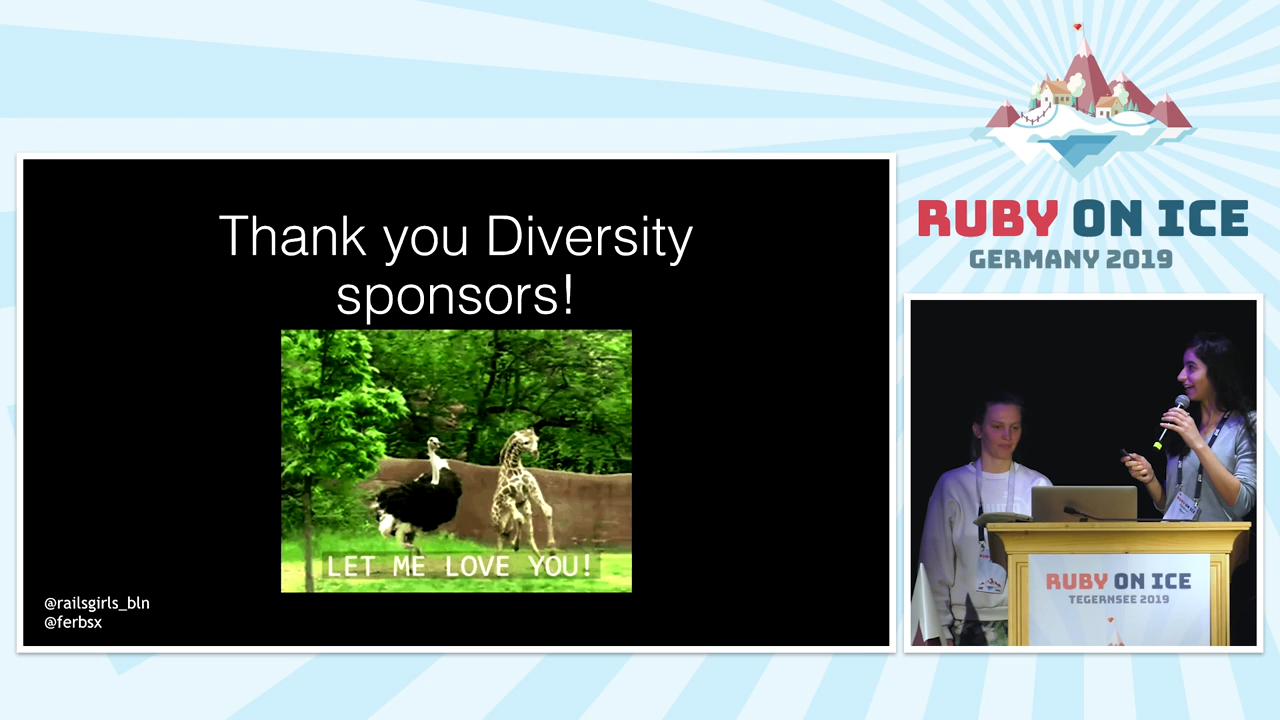 Thank you Diversity
sponsors!
LET ME LOVE YOU!
@railsgirls_bln
@ferbsx
RUBY ON ICE
GERMANY 2019
RUBY ON ICE
TEGERNSEE 2019